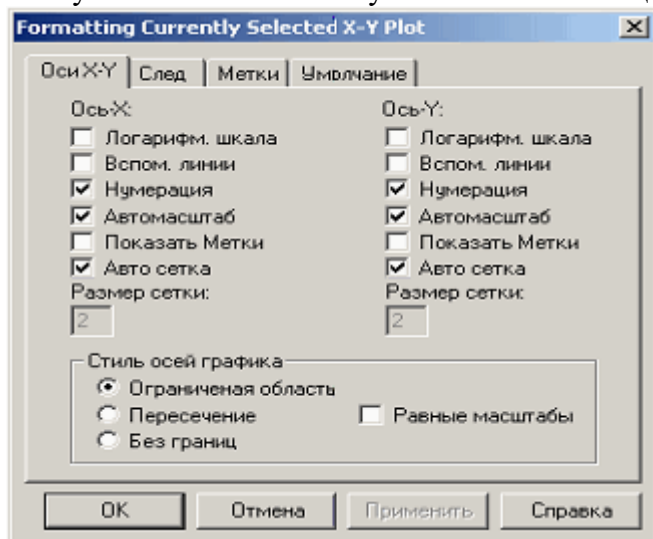 Formatting Currently Selected X-Y Plot
Оси X-Y След Метки Умолчание
Ось-X: Ось-Y:
Логарифм. шкала Логарифм. шкала
Вспом. линии Вспом. линии
Нумерация Нумерация
Автомасштаб Автомасштаб
Показать Метки Показать Метки
Авто сетка Авто сетка
Размер сетки: Размер сетки:
2 2
Стиль осей графика
Ограниченая область
Пересечение Равные масштабы
Без границ
OK Отмена Применить Справка